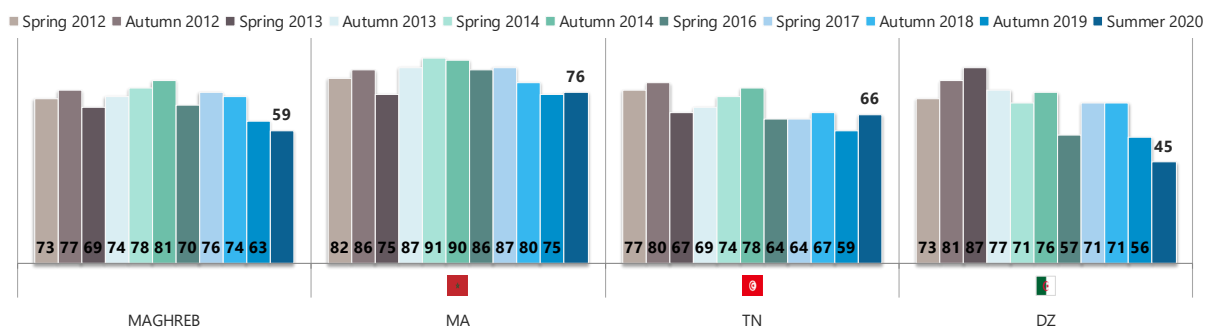 Spring 2012 Autumn 2012 Spring 2013 Autumn 2013 Spring 2014 Autumn 2014 Spring 2016 Spring 2017 Autumn 2018 Autumn 2019 Summer 2020
73 77 69 74 78 81 70 76 74 63 59
82 86 75 87 91 90 86 87 80 75 76
77 80 67 69 74 78 64 64 67 59 66
73 81 87 77 71 76 57 71 71 56 45
MAGHREB MA TN DZ